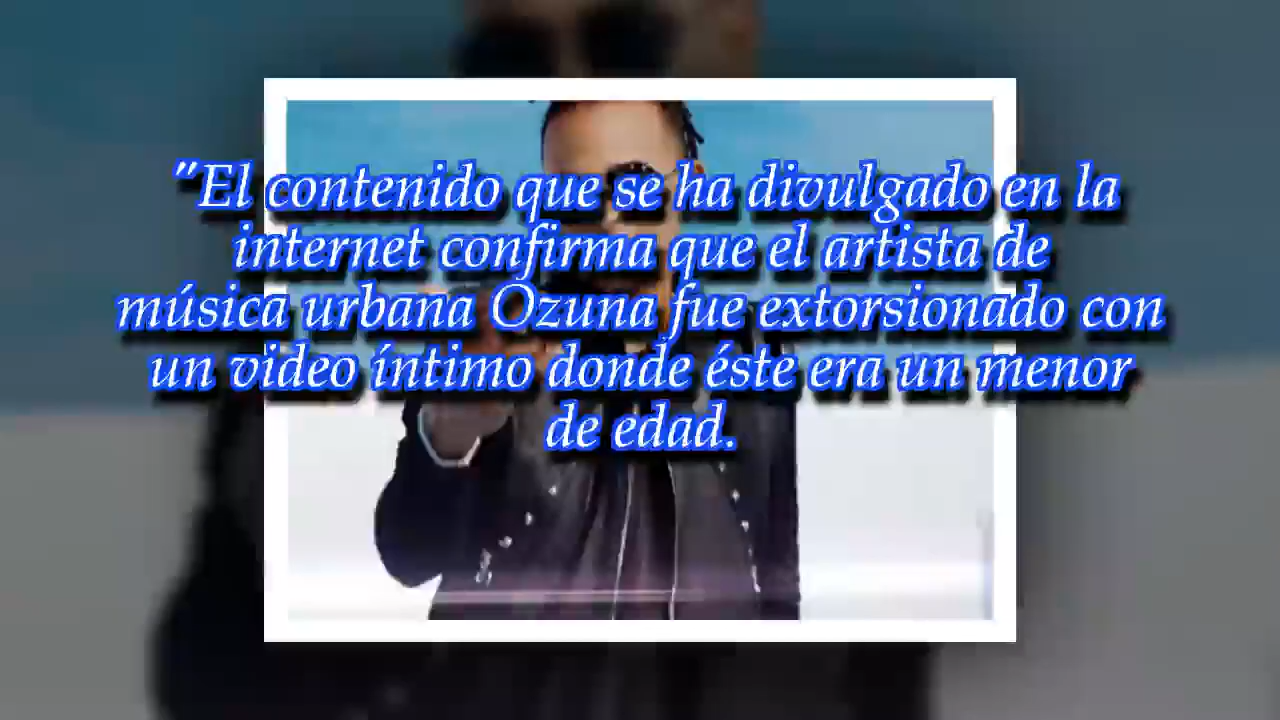 "El contenido que se ha divulgado en la
internet confirma que el artista de
música urbana Ozuna fue extorsionado con
un video íntimo donde éste era un menor
de edad.